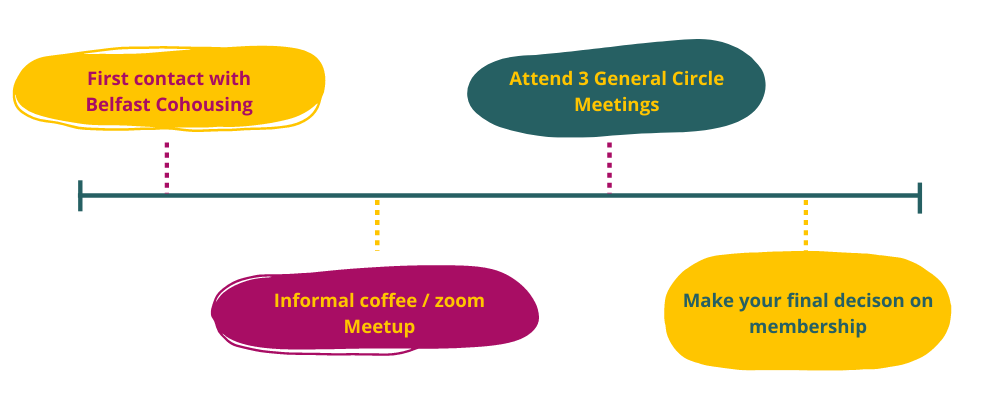 First contact with
Belfast Cohousing
Attend 3 General Circle
Meetings
Informal coffee / zoom
Meetup
Make your final decison on
membership